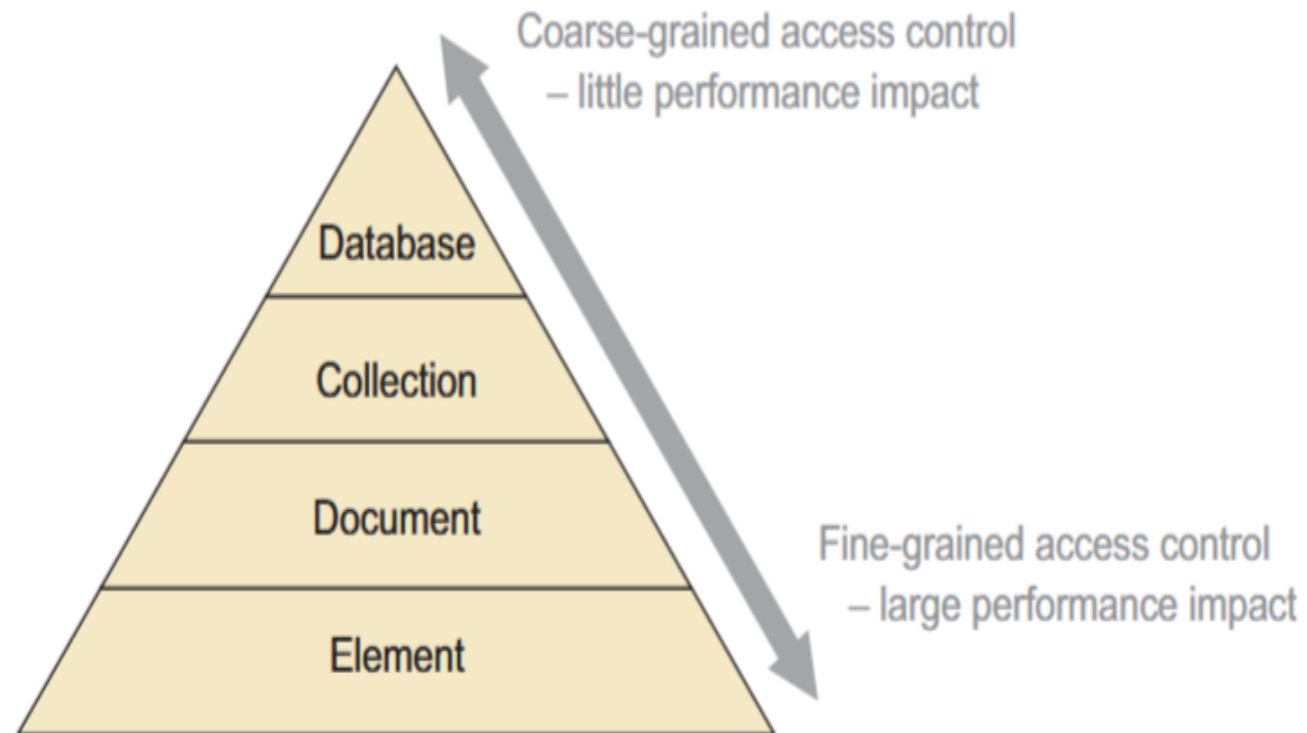 Coarse-grained access control
– little performance impact
Database
Collection
Document
Fine-grained access control
– large performance impact
Element